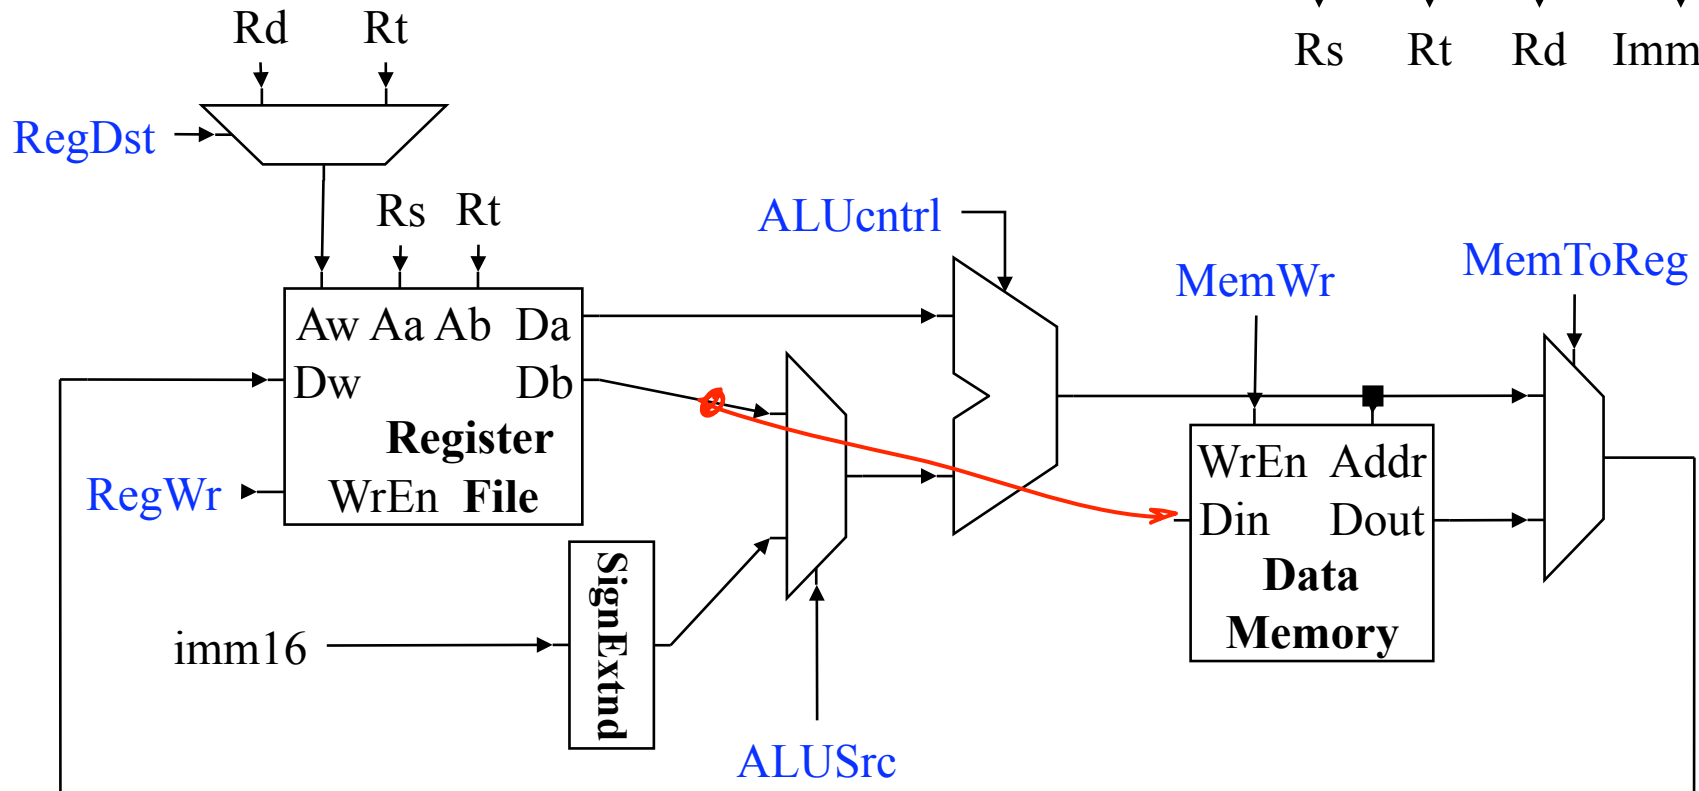 Rd Rt
Rs Rt Rd Imm
RegDst
Rs Rt
ALUcntrl
MemWr
MemToReg
Aw Aa Ab Da
Dw Db
Register
WrEn File
RegWr
WrEn Addr
Din Dout
Data
Memory
SignExtnd
imm16
ALUSrc